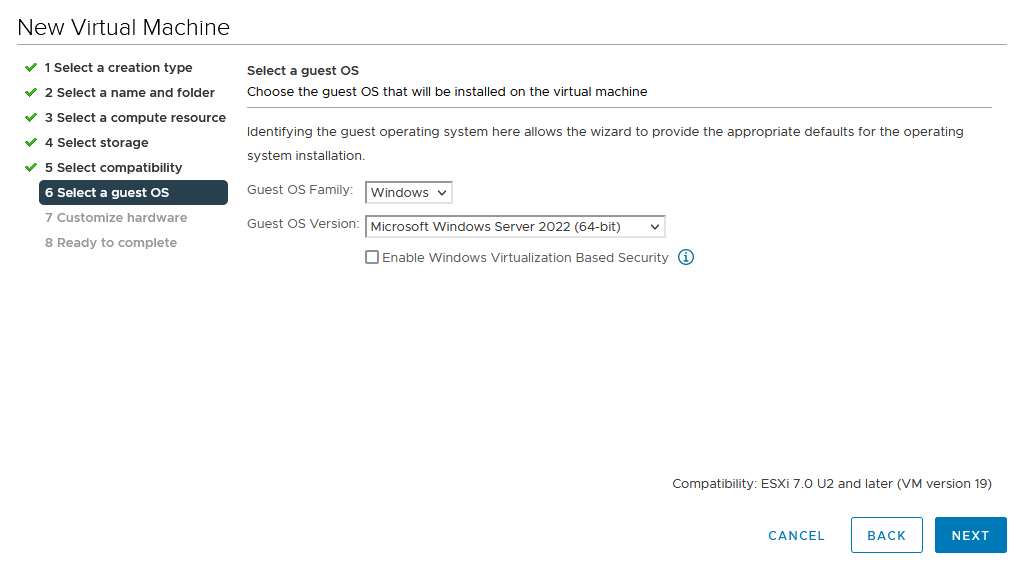 New Virtual Machine
1 Select a creation type
2 Select a name and folder
3 Select a compute resource
4 Select storage
5 Select compatibility
6 Select a guest OS
7 Customize hardware
8 Ready to complete
Select a guest OS
Choose the guest OS that will be installed on the virtual machine
Identifying the guest operating system here allows the wizard to provide the appropriate defaults for the operating
system installation.
Guest OS Family: Windows
Guest OS Version: Microsoft Windows Server 2022 (64-bit)
Enable Windows Virtualization Based Security
Compatibility: ESXi 7.0 U2 and later (VM version 19)
CANCEL BACK NEXT